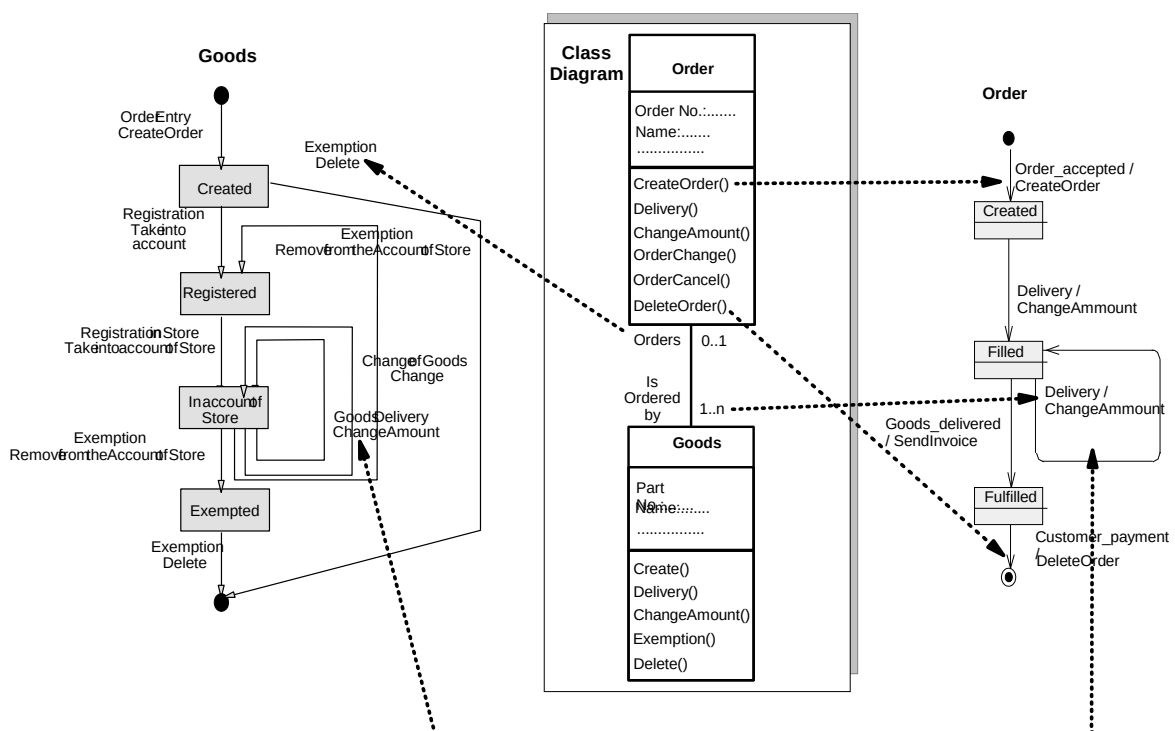 Goods
Order Entry
CreateOrder
Created
Registration
Take into
account
Exemption
Remove from the Account of Store
Registered
Registration in Store
Take into account of Store
In account of
Store
Change of Goods
Change
Goods Delivery
ChangeAmount
Exemption
Remove from the Account of Store
Exempted
Exemption
Delete
Exemption
Delete
Class
Diagram
Order
Order No.:.......
Name:.......
................
CreateOrder()
Delivery()
ChangeAmount()
OrderChange()
OrderCancel()
DeleteOrder()
Orders
0..1
Is
Ordered
by
1..n
Goods
Part
No.:.......
Name:.......
................
Create()
Delivery()
ChangeAmount()
Exemption()
Delete()
Order
Order_accepted /
CreateOrder
Created
Delivery /
ChangeAmmount
Filled
Delivery /
ChangeAmmount
Goods_delivered
/ SendInvoice
Fulfilled
Customer_payment
/DeleteOrder